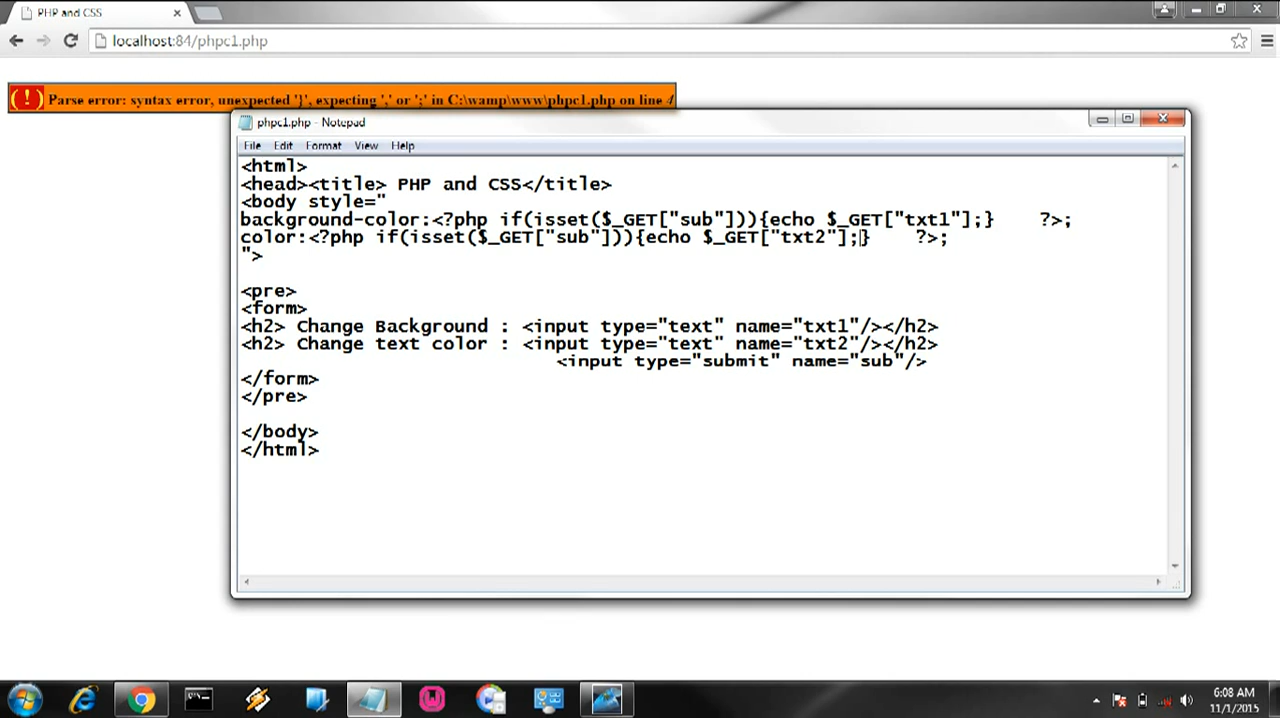 PHP and CSS
localhost:84/phpc1.php
( ! ) Parse error: syntax error, unexpected '}', expecting ',' or ';' in C:\wamp\www\phpc1.php on line 4
phpc1.php - Notepad
File Edit Format View Help
<html>
<head><title> PHP and CSS</title>
<body style="
background-color:<?php if(isset($_GET["sub"])){echo $_GET["txt1"];}    ?>;
color:<?php if(isset($_GET["sub"])){echo $_GET["txt2"];}    ?>;
">
<pre>
<form>
<h2> Change Background : <input type="text" name="txt1"/></h2>
<h2> Change text color : <input type="text" name="txt2"/></h2>
<input type="submit" name="sub"/>
</form>
</pre>
</body>
</html>
6:08 AM
11/1/2015